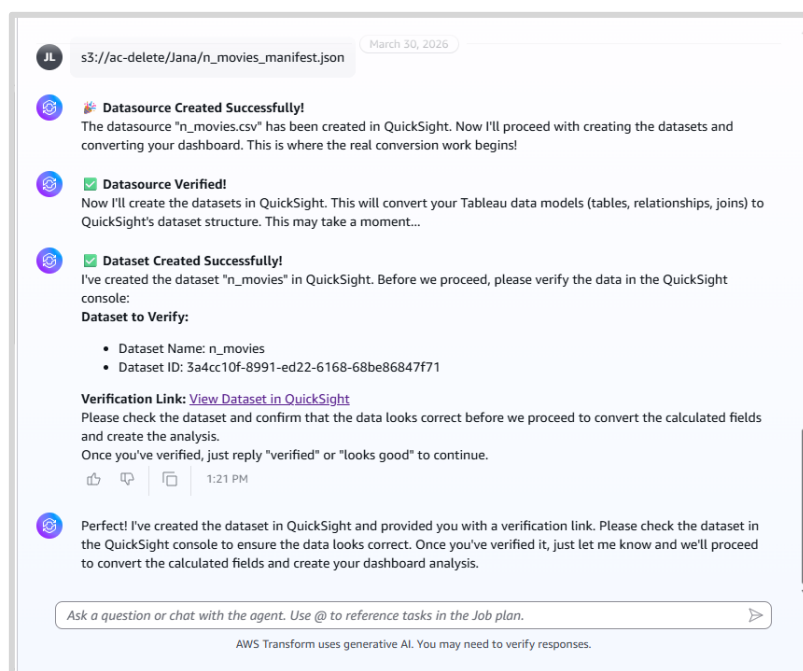 March 30, 2026
JL
s3://ac-delete/Jana/n_movies_manifest.json
🎉 Datasource Created Successfully!
The datasource "n_movies.csv" has been created in QuickSight. Now I'll proceed with creating the datasets and
converting your dashboard. This is where the real conversion work begins!
✅ Datasource Verified!
Now I'll create the datasets in QuickSight. This will convert your Tableau data models (tables, relationships, joins) to
QuickSight's dataset structure. This may take a moment...
✅ Dataset Created Successfully!
I've created the dataset "n_movies" in QuickSight. Before we proceed, please verify the data in the QuickSight
console:
Dataset to Verify:
• Dataset Name: n_movies
• Dataset ID: 3a4cc10f-8991-ed22-6168-68be86847f71
Verification Link: View Dataset in QuickSight
Please check the dataset and confirm that the data looks correct before we proceed to convert the calculated fields
and create the analysis.
Once you've verified, just reply "verified" or "looks good" to continue.
1:21 PM
Perfect! I've created the dataset in QuickSight and provided you with a verification link. Please check the dataset in
the QuickSight console to ensure the data looks correct. Once you've verified it, just let me know and we'll proceed
to convert the calculated fields and create your dashboard analysis.
Ask a question or chat with the agent. Use @ to reference tasks in the Job plan.
AWS Transform uses generative AI. You may need to verify responses.